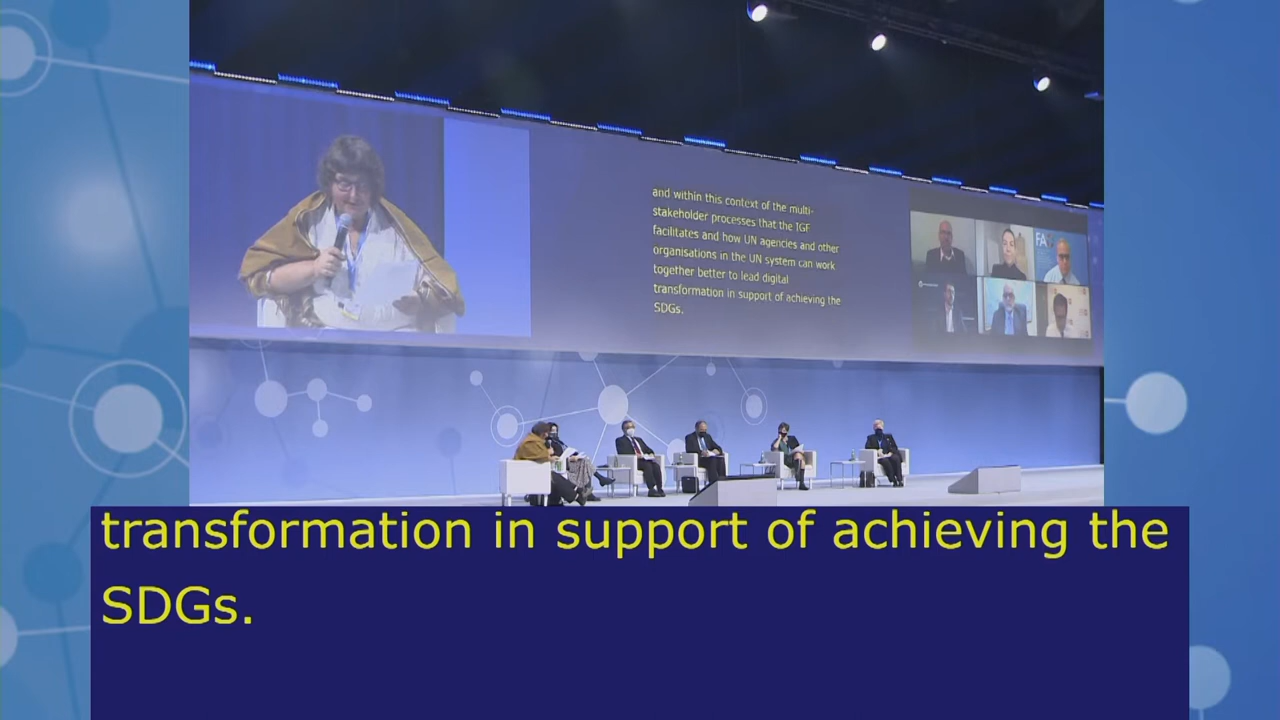 and within this context of the multi-
stakeholder processes that the IGF
facilitates and how UN agencies and other
organisations in the UN system can work
together better to lead digital
transformation in support of achieving the
SDGs.
transformation in support of achieving the
SDGs.